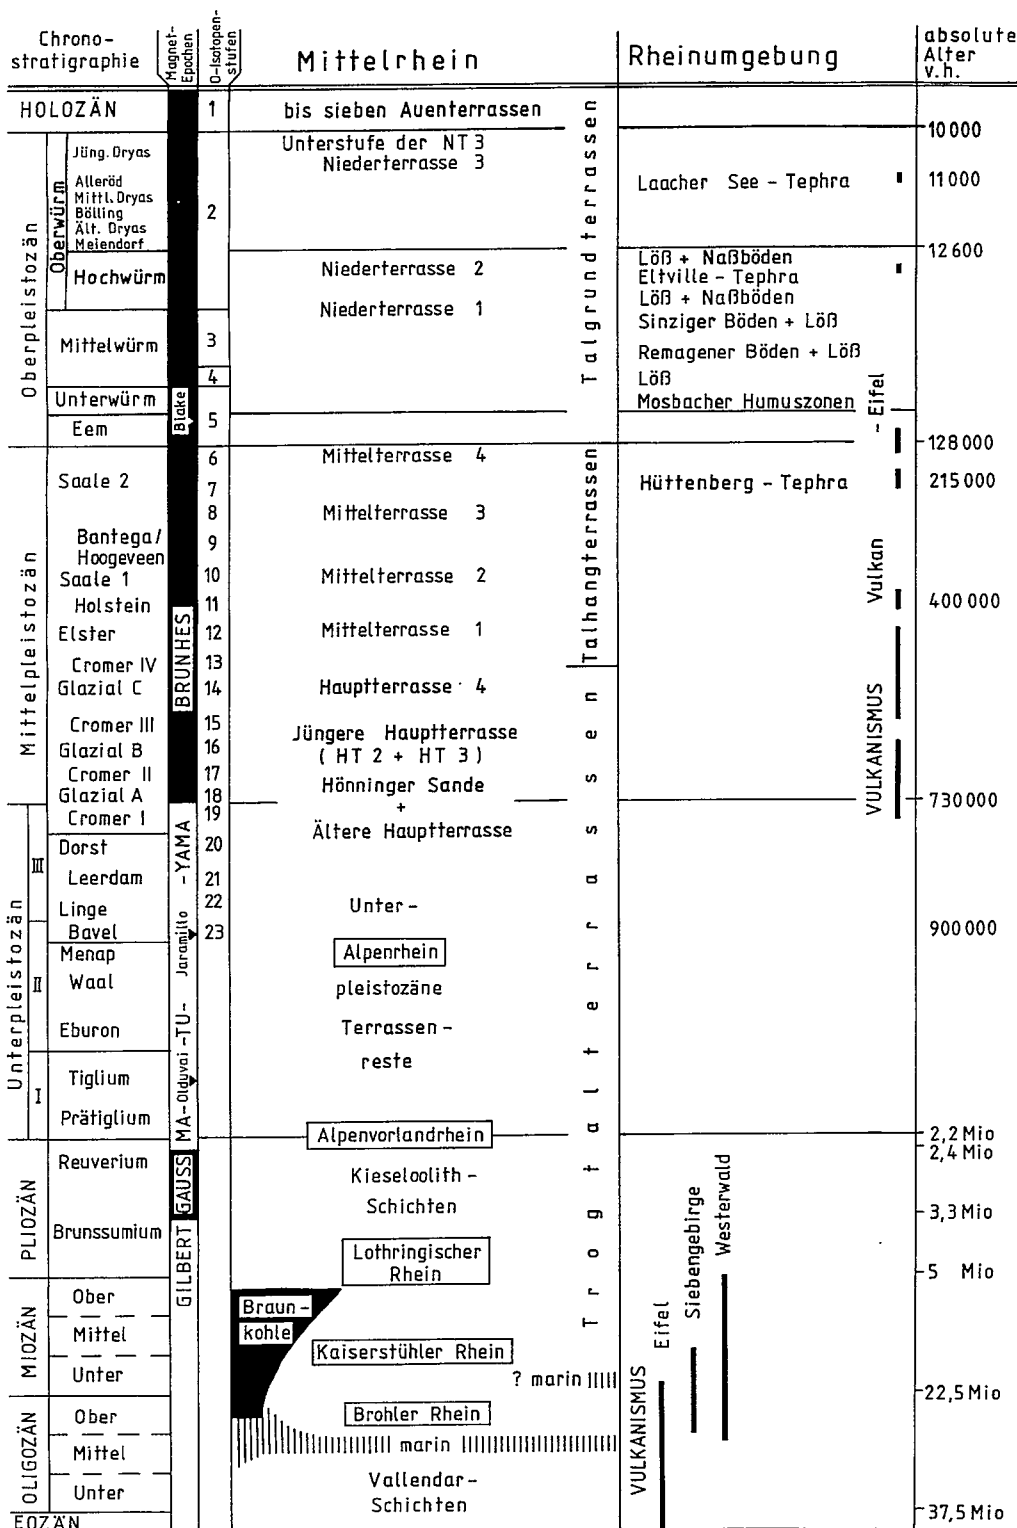 Chrono-
stratigraphie
Magnet-
Epochen
O-Isotopen-
stufen
Mittelrhein
Rheinumgebung
absolute
Alter
v.h.
HOLOZÄN
1
bis sieben Auenterrassen
10 000
Oberpleistozän
Oberwürm
Jüng. Dryas
Alleröd
Mittl. Dryas
Bölling
Ält. Dryas
Meiendorf
2
Unterstufe der NT 3
Niederterrasse 3
Talgrundterrassen
Laacher See - Tephra
11 000
12 600
Hochwürm
Niederterrasse 2
Niederterrasse 1
Löß + Naßböden
Eltville - Tephra
Löß + Naßböden
Sinziger Böden + Löß
Mittelwürm
3
4
Remagener Böden + Löß
Löß
Unterwürm
Blake
5
Mosbacher Humuszonen
Eem
128 000
Mittelpleistozän
Saale 2
6
7
8
Mittelterrasse 4
Mittelterrasse 3
Talhangterrassen
Hüttenberg - Tephra
215 000
Bantega/
Hoogeveen
9
Saale 1
10
Mittelterrasse 2
Holstein
11
400 000
Elster
12
Mittelterrasse 1
BRUNHES
Cromer IV
13
Glazial C
14
Hauptterrasse 4
Cromer III
15
Glazial B
16
Jüngere Hauptterrasse
( HT 2 + HT 3 )
Cromer II
17
Hönninger Sande
Glazial A
18
+
730 000
VULKANISMUS Vulkan - Eifel
Cromer I
19
Ältere Hauptterrasse
Unterpleistozän
III
Dorst
20
Leerdam
21
Linge
22
Unter -
Bavel
23
900 000
II
Menap
Alpenrhein
Waal
pleistozäne
Eburon
Terrassen -
reste
I
Tiglium
Prätiglium
MA- Olduvai -TU- Jaramillo -YAMA
Trogtalterrassen
Alpenvorlandrhein
2,2 Mio
2,4 Mio
PLIOZÄN
Reuverium
GAUSS
Kieseloolith -
Schichten
3,3 Mio
Brunssumium
GILBERT
Lothringischer
Rhein
5 Mio
MIOZÄN
Ober
Mittel
Unter
Braun -
kohle
Kaiserstühler Rhein
? marin
22,5 Mio
OLIGOZÄN
Ober
Mittel
Unter
Brohler Rhein
marin
Vallendar -
Schichten
VULKANISMUS
Eifel
Siebengebirge
Westerwald
37,5 Mio
EOZÄN